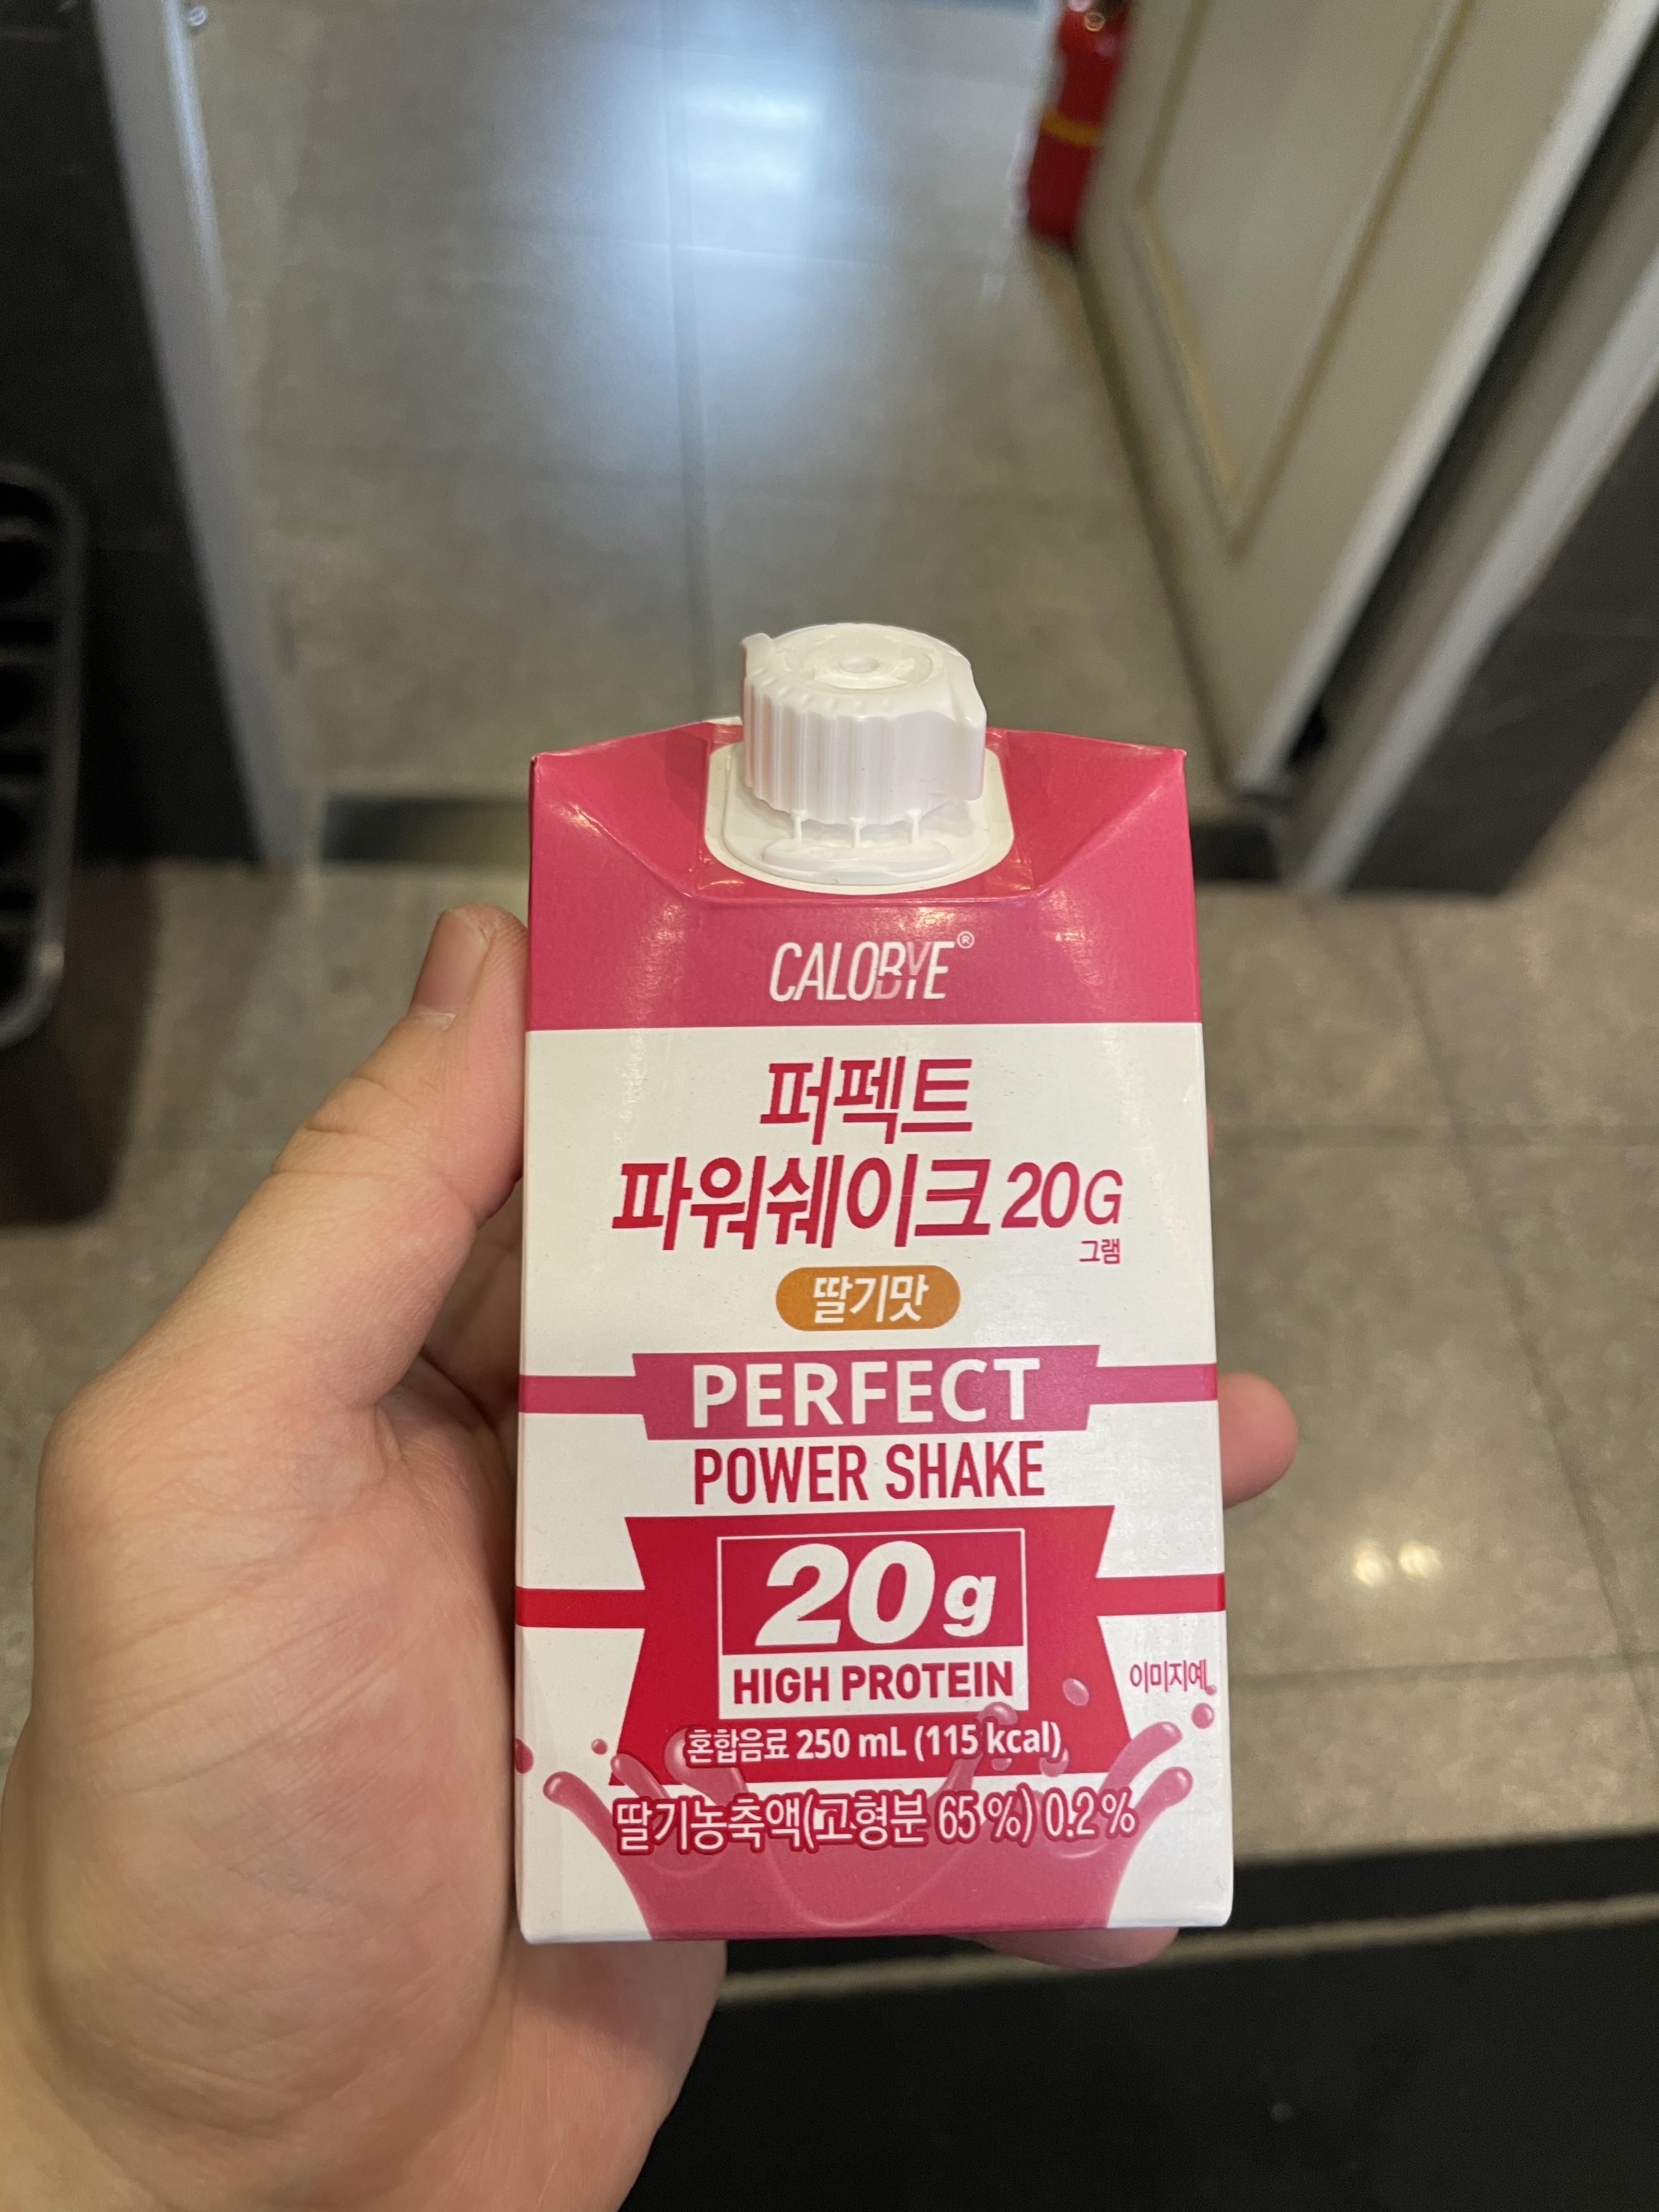 CALOBYE®
퍼펙트
파워쉐이크 20G
그램
딸기맛
PERFECT
POWER SHAKE
20g
HIGH PROTEIN
이미지예
혼합음료 250 mL (115 kcal)
딸기농축액(고형분 65 %) 0.2 %